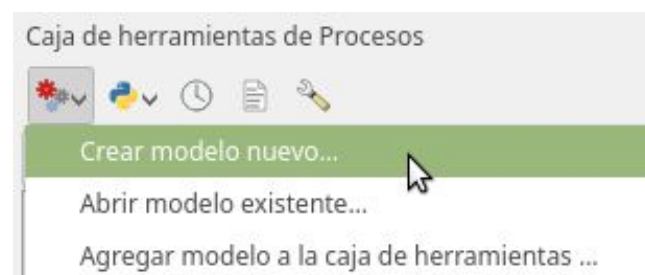 Caja de herramientas de Procesos
Crear modelo nuevo...
Abrir modelo existente...
Agregar modelo a la caja de herramientas ...